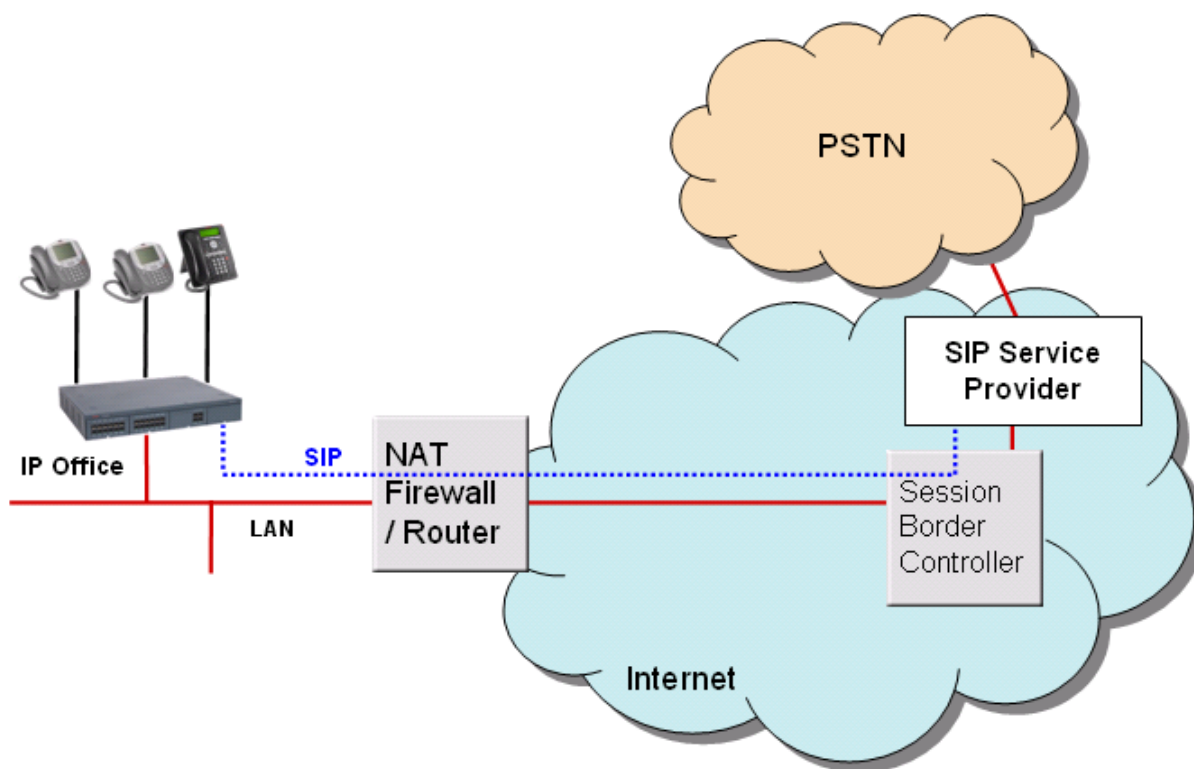 PSTN
SIP Service
Provider
IP Office
SIP
NAT
Firewall
/ Router
LAN
Session
Border
Controller
Internet